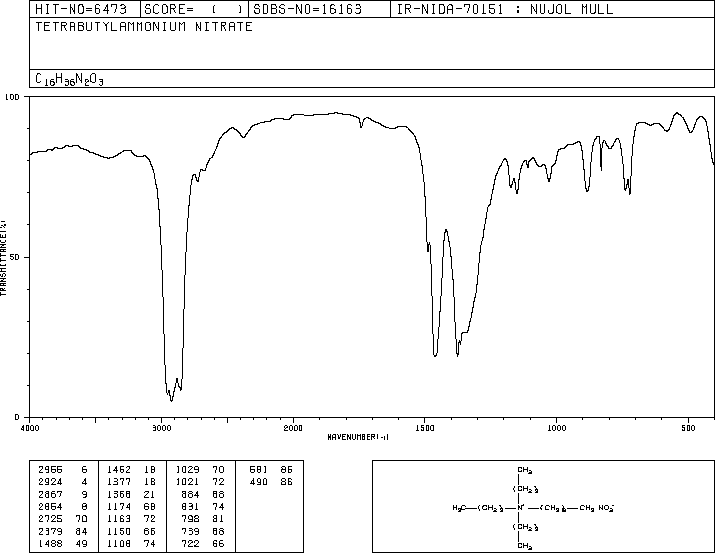 HIT-NO=6473 SCORE= ( ) SDBS-NO=16163 IR-NIDA-70151 : NUJOL MULL
TETRABUTYLAMMONIUM NITRATE
C16H36N2O3
100
50
0
TRANSMITTANCE(%)
4000 3000 2000 1500 1000 500
WAVENUMBER(-1)
2966 6 1462 18 1029 70 581 86
2924 4 1377 18 1021 72 490 86
2867 9 1368 21 884 68
2854 8 1174 68 831 74
2725 70 1163 72 798 81
2379 84 1150 66 739 68
1488 49 1108 74 722 66
CH3
(CH2)3
H3C (CH2)3 N+ (CH2)3 CH3 NO3-
(CH2)3
CH3